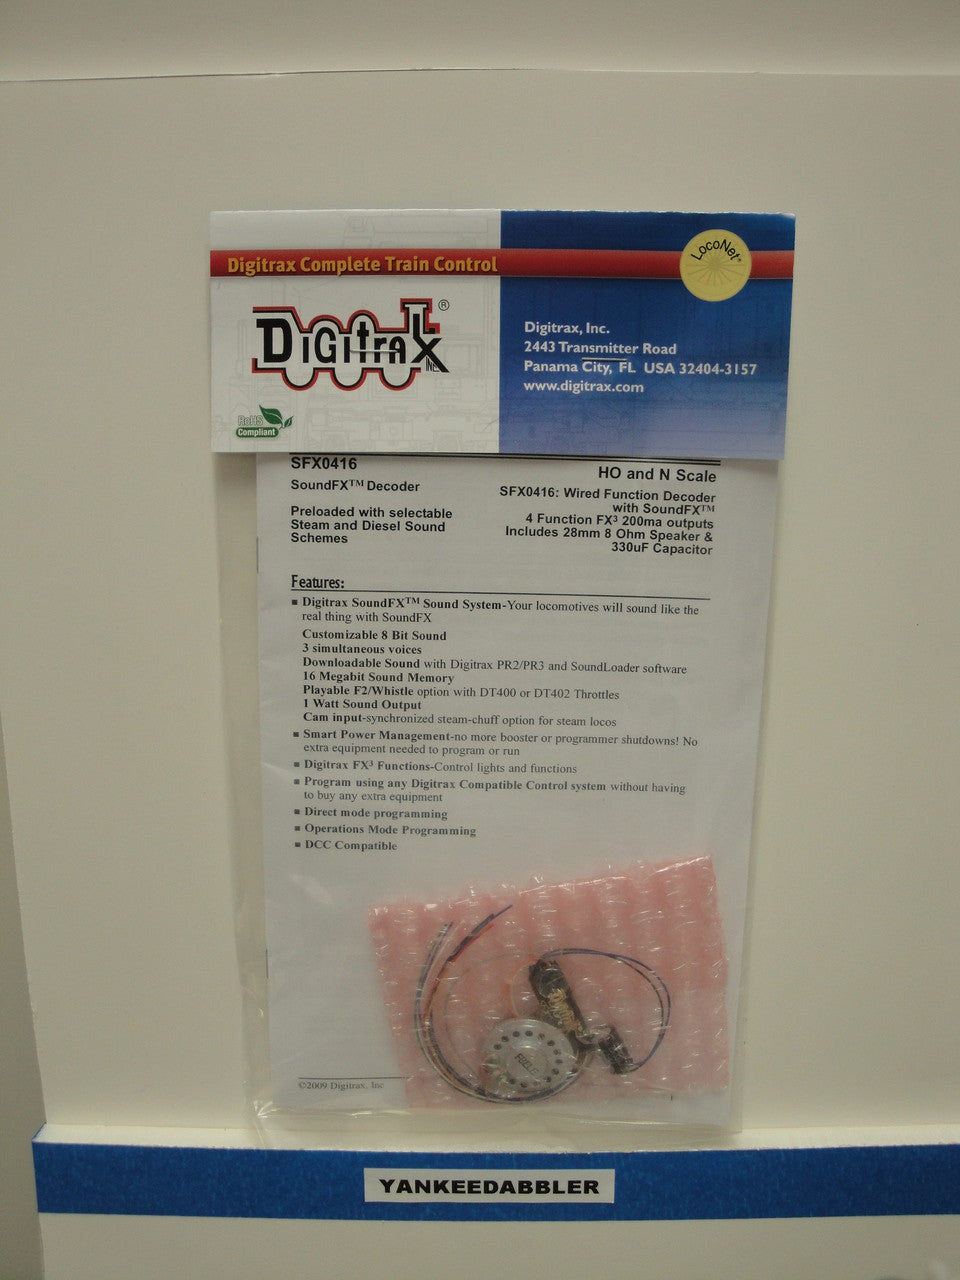 Digitrax Complete Train Control
LocoNet®
DIGITRAX ®
INC.
Digitrax, Inc.
2443 Transmitter Road
Panama City, FL USA 32404-3157
www.digitrax.com
RoHS
Compliant
SFX0416
SoundFX™ Decoder
Preloaded with selectable
Steam and Diesel Sound
Schemes
HO and N Scale
SFX0416: Wired Function Decoder
with SoundFX™
4 Function FX³ 200ma outputs
Includes 28mm 8 Ohm Speaker &
330uF Capacitor
Features:
▪ Digitrax SoundFX™ Sound System-Your locomotives will sound like the
real thing with SoundFX
Customizable 8 Bit Sound
3 simultaneous voices
Downloadable Sound with Digitrax PR2/PR3 and SoundLoader software
16 Megabit Sound Memory
Playable F2/Whistle option with DT400 or DT402 Throttles
1 Watt Sound Output
Cam input-synchronized steam-chuff option for steam locos
▪ Smart Power Management-no more booster or programmer shutdowns! No
extra equipment needed to program or run
▪ Digitrax FX³ Functions-Control lights and functions
▪ Program using any Digitrax Compatible Control system without having
to buy any extra equipment
▪ Direct mode programming
▪ Operations Mode Programming
▪ DCC Compatible
©2009 Digitrax, Inc
YANKEEDABBLER